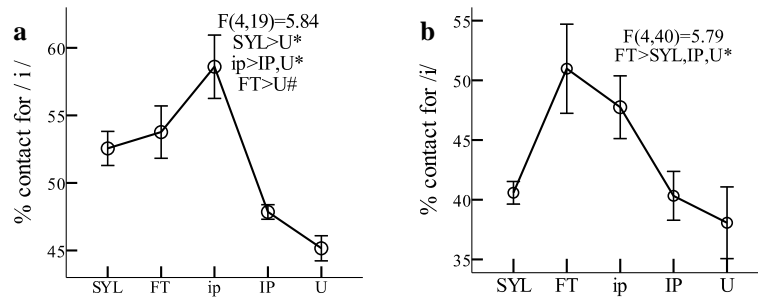 a
F(4,19)=5.84
SYL>U*
ip>IP,U*
FT>U#
% contact for / i /
60
55
50
45
SYL FT ip IP U
b
F(4,40)=5.79
FT>SYL,IP,U*
% contact for /i/
55
50
45
40
35
SYL FT ip IP U